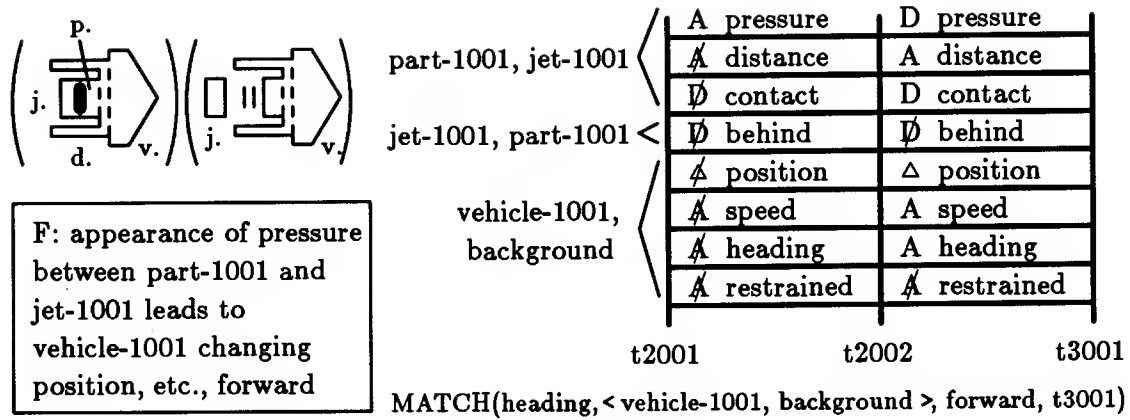 p.
j.
d.
v.
j.
v.
F: appearance of pressure
between part-1001 and
jet-1001 leads to
vehicle-1001 changing
position, etc., forward
part-1001, jet-1001
jet-1001, part-1001
vehicle-1001,
background
A pressure D pressure
A̸ distance A distance
D̸ contact D contact
D̸ behind D̸ behind
△̸ position △ position
A̸ speed A speed
A̸ heading A heading
A̸ restrained A̸ restrained
t2001 t2002 t3001
MATCH(heading, < vehicle-1001, background >, forward, t3001)